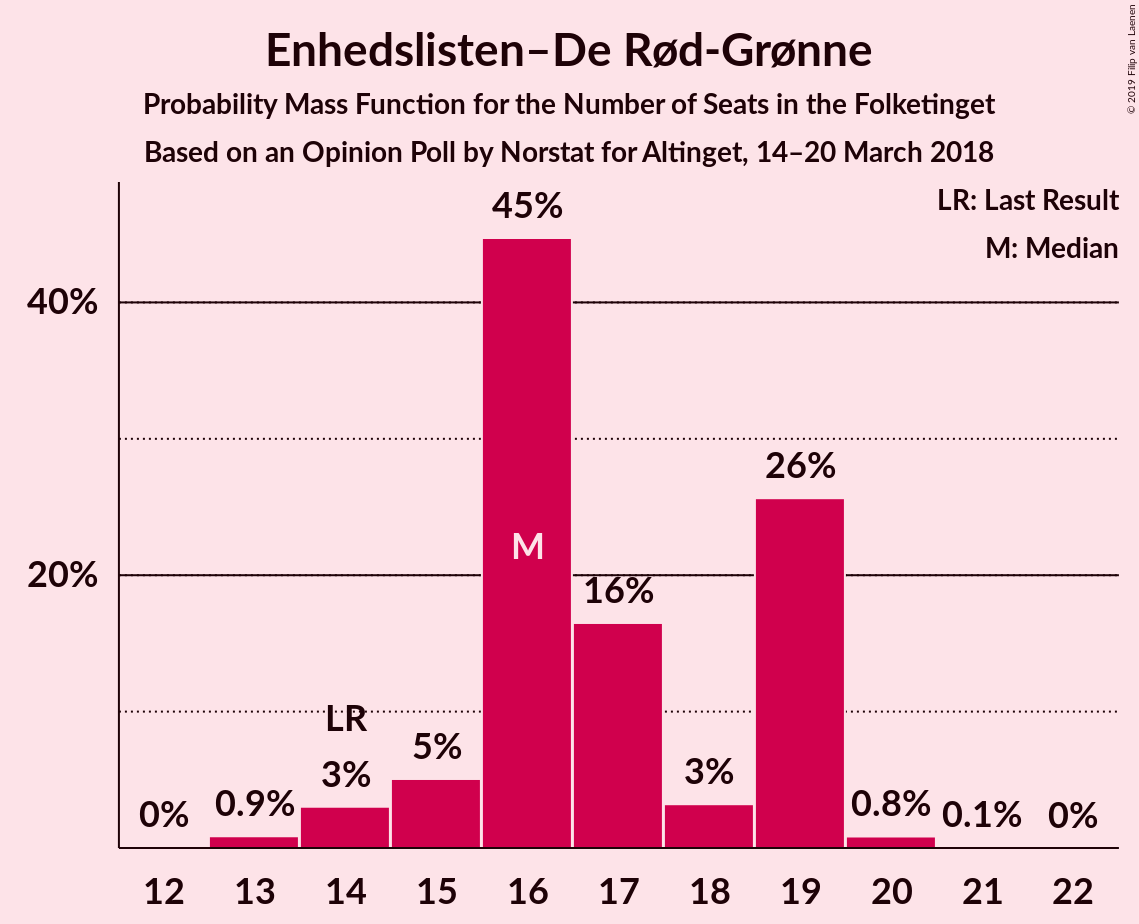 Enhedslisten–De Rød-Grønne
Probability Mass Function for the Number of Seats in the Folketinget
Based on an Opinion Poll by Norstat for Altinget, 14–20 March 2018
© 2019 Filip van Laenen
LR: Last Result
M: Median
40%
20%
0%
0.9%
LR
3%
5%
45%
M
16%
3%
26%
0.8%
0.1%
0%
12 13 14 15 16 17 18 19 20 21 22